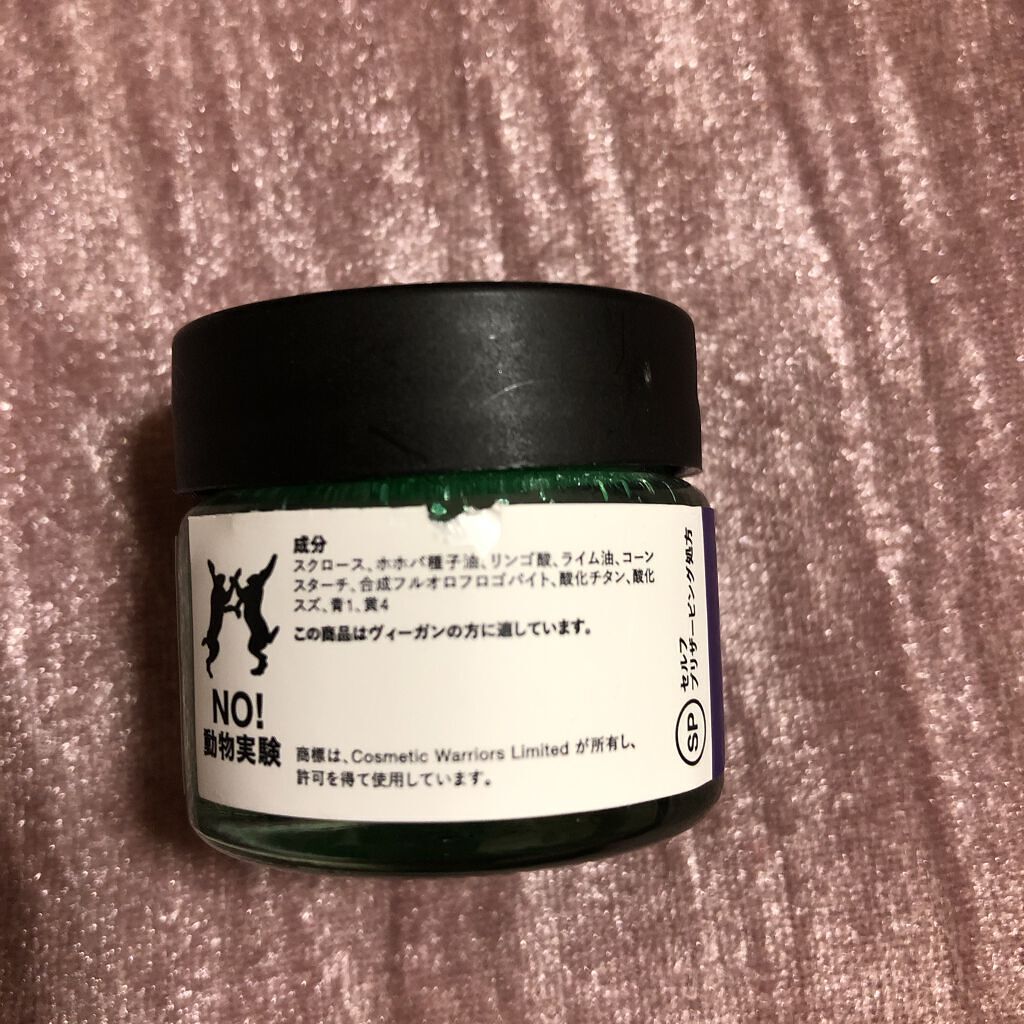 成分
スクロース、ホホバ種子油、リンゴ酸、ライム油、コーン
スターチ、合成フルオロフロゴパイト、酸化チタン、酸化
スズ、青1、黄4
この商品はヴィーガンの方に適しています。
NO!
動物実験
商標は、Cosmetic Warriors Limited が所有し、
許可を得て使用しています。
SP
セルフ
プリザービング処方